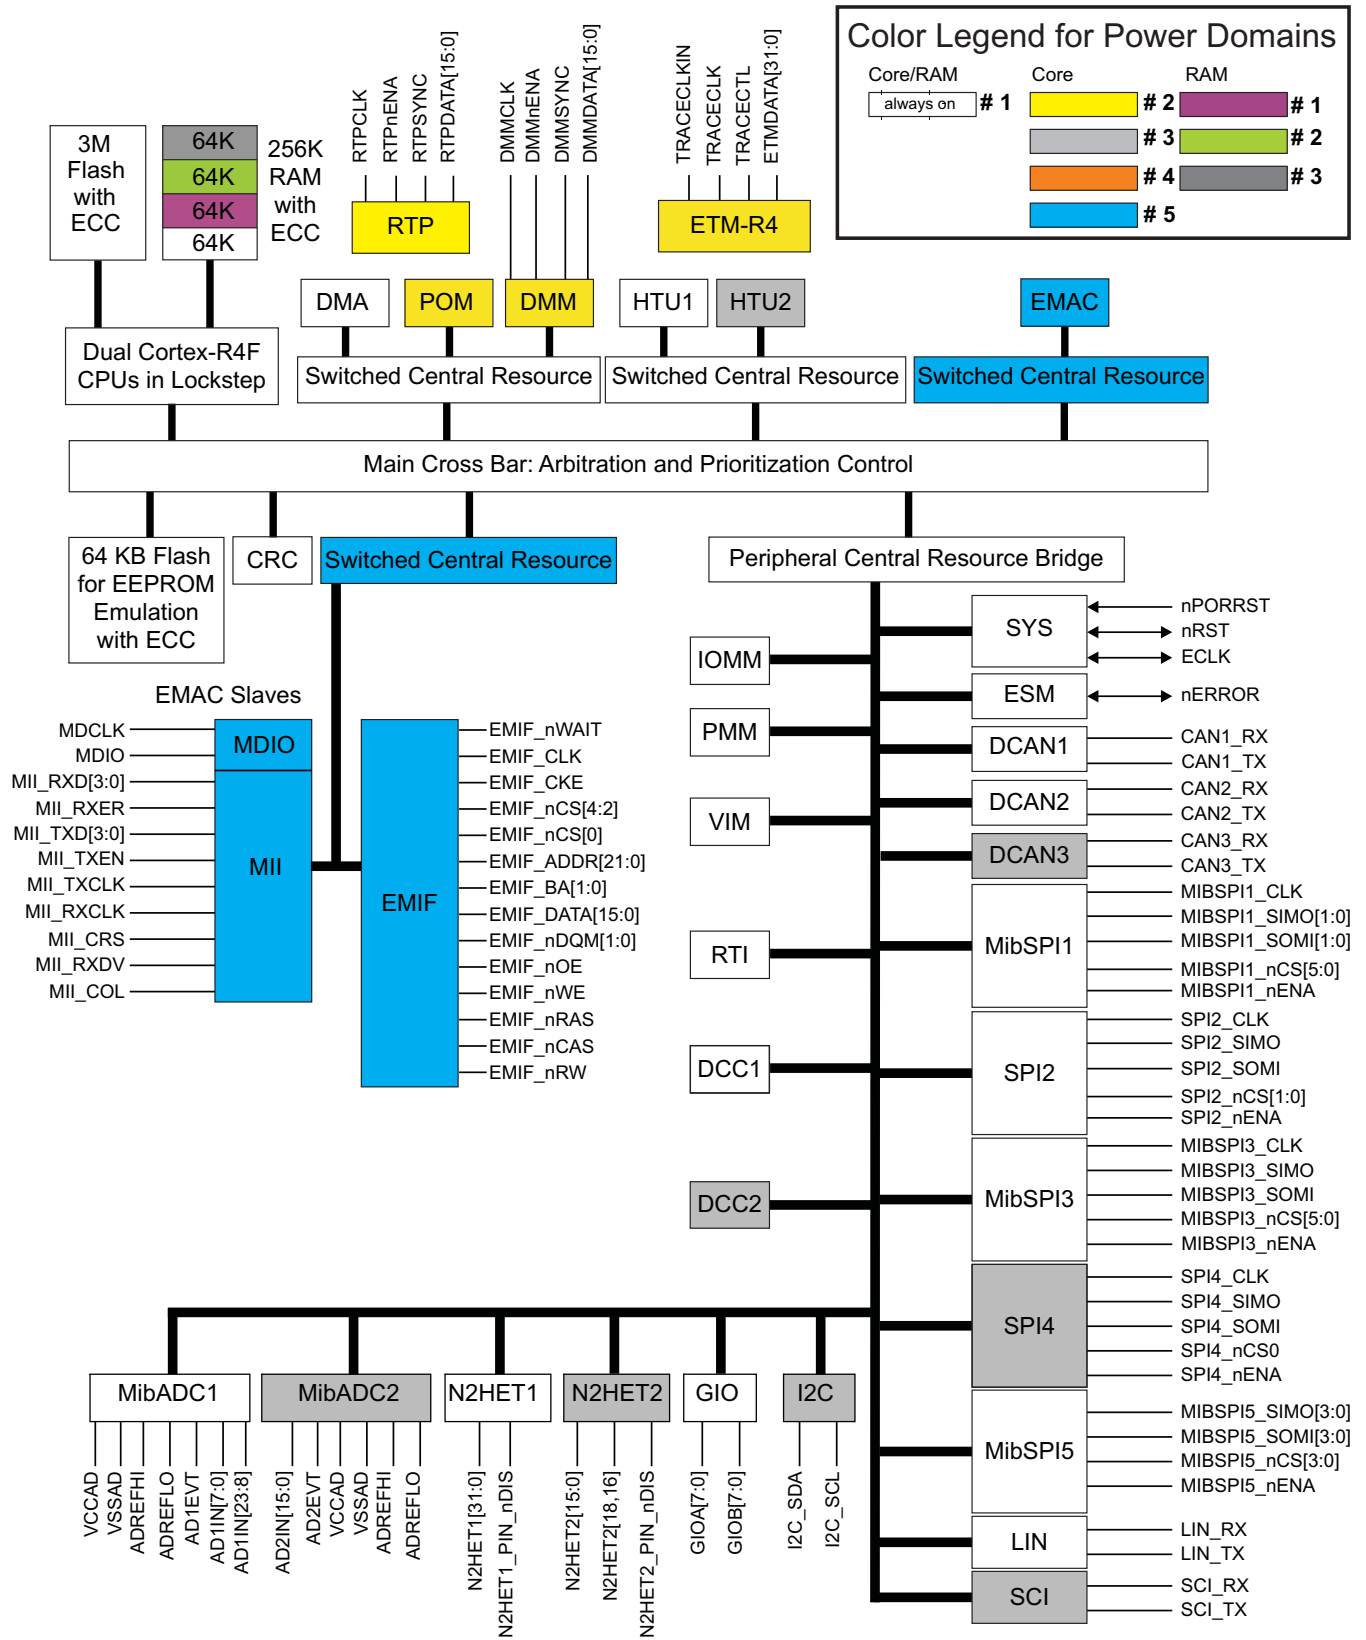 Color Legend for Power Domains
Core/RAM
Core
RAM
always on
# 1
# 2
# 1
# 3
# 2
# 4
# 3
# 5
RTPCLK
RTPnENA
RTPSYNC
RTPDATA[15:0]
DMMCLK
DMMnENA
DMMSYNC
DMMDATA[15:0]
TRACECLKIN
TRACECLK
TRACECTL
ETMDATA[31:0]
3M
Flash
with
ECC
64K
64K
64K
64K
256K
RAM
with
ECC
RTP
ETM-R4
DMA
POM
DMM
HTU1
HTU2
EMAC
Dual Cortex-R4F
CPUs in Lockstep
Switched Central Resource
Switched Central Resource
Switched Central Resource
Main Cross Bar: Arbitration and Prioritization Control
64 KB Flash
for EEPROM
Emulation
with ECC
CRC
Switched Central Resource
Peripheral Central Resource Bridge
EMAC Slaves
MDCLK
MDIO
MII_RXD[3:0]
MII_RXER
MII_TXD[3:0]
MII_TXEN
MII_TXCLK
MII_RXCLK
MII_CRS
MII_RXDV
MII_COL
MDIO
MII
EMIF
EMIF_nWAIT
EMIF_CLK
EMIF_CKE
EMIF_nCS[4:2]
EMIF_nCS[0]
EMIF_ADDR[21:0]
EMIF_BA[1:0]
EMIF_DATA[15:0]
EMIF_nDQM[1:0]
EMIF_nOE
EMIF_nWE
EMIF_nRAS
EMIF_nCAS
EMIF_nRW
IOMM
PMM
VIM
RTI
DCC1
DCC2
SYS
nPORRST
nRST
ECLK
ESM
nERROR
DCAN1
CAN1_RX
CAN1_TX
DCAN2
CAN2_RX
CAN2_TX
DCAN3
CAN3_RX
CAN3_TX
MibSPI1
MIBSPI1_CLK
MIBSPI1_SIMO[1:0]
MIBSPI1_SOMI[1:0]
MIBSPI1_nCS[5:0]
MIBSPI1_nENA
SPI2
SPI2_CLK
SPI2_SIMO
SPI2_SOMI
SPI2_nCS[1:0]
SPI2_nENA
MibSPI3
MIBSPI3_CLK
MIBSPI3_SIMO
MIBSPI3_SOMI
MIBSPI3_nCS[5:0]
MIBSPI3_nENA
SPI4
SPI4_CLK
SPI4_SIMO
SPI4_SOMI
SPI4_nCS0
SPI4_nENA
MibSPI5
MIBSPI5_SIMO[3:0]
MIBSPI5_SOMI[3:0]
MIBSPI5_nCS[3:0]
MIBSPI5_nENA
LIN
LIN_RX
LIN_TX
SCI
SCI_RX
SCI_TX
MibADC1
MibADC2
N2HET1
N2HET2
GIO
I2C
VCCAD
VSSAD
ADREFHI
ADREFLO
AD1EVT
AD1IN[7:0]
AD1IN[23:8]
AD2IN[15:0]
AD2EVT
VCCAD
VSSAD
ADREFHI
ADREFLO
N2HET1[31:0]
N2HET1_PIN_nDIS
N2HET2[15:0]
N2HET2[18,16]
N2HET2_PIN_nDIS
GIOA[7:0]
GIOB[7:0]
I2C_SDA
I2C_SCL